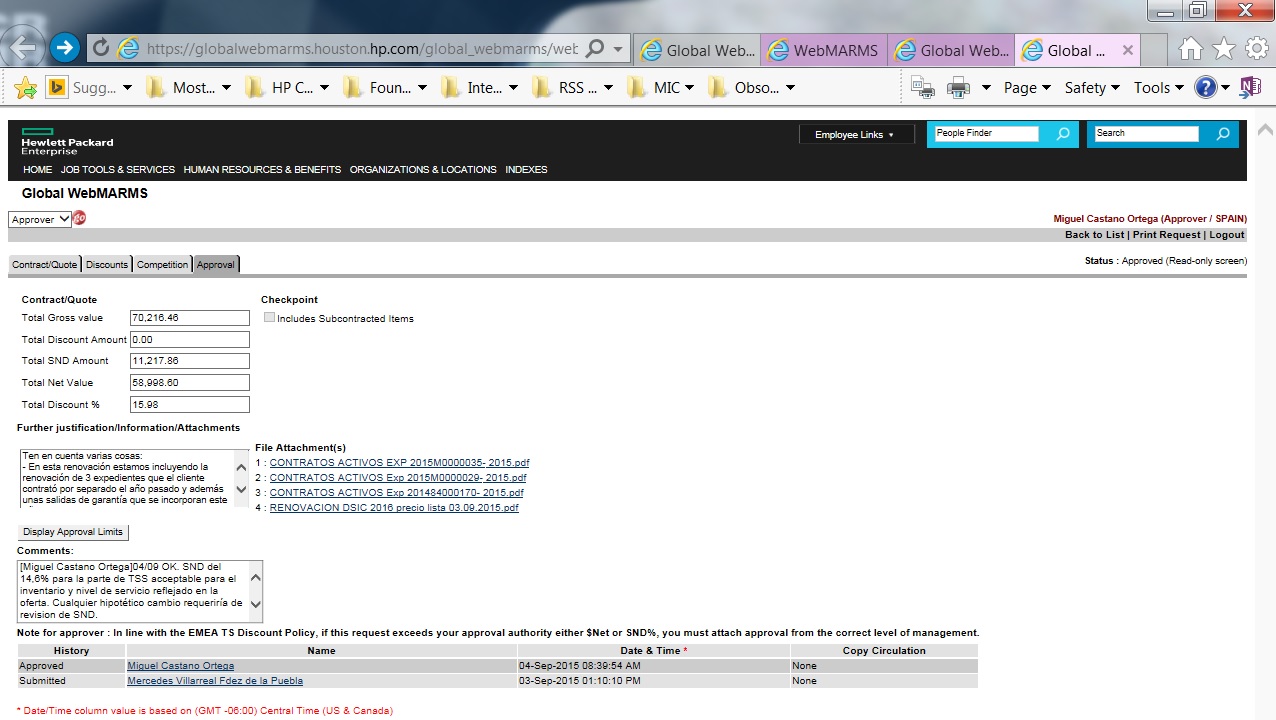 https://globalwebmarms.houston.hp.com/global_webmarms/web
Global Web...
WebMARMS
Global Web...
Global ...
Sugg...
Most...
HP C...
Foun...
Inte...
RSS ...
MIC
Obso...
Page
Safety
Tools
Hewlett Packard
Enterprise
Employee Links
People Finder
Search
HOME JOB TOOLS & SERVICES HUMAN RESOURCES & BENEFITS ORGANIZATIONS & LOCATIONS INDEXES
Global WebMARMS
Approver go
Miguel Castano Ortega (Approver / SPAIN)
Back to List | Print Request | Logout
Contract/Quote Discounts Competition Approval
Status : Approved (Read-only screen)
Contract/Quote
Checkpoint
Total Gross value 70,216.46
Includes Subcontracted Items
Total Discount Amount 0.00
Total SND Amount 11,217.86
Total Net Value 58,998.60
Total Discount % 15.98
Further justification/Information/Attachments
Ten en cuenta varias cosas:
- En esta renovación estamos incluyendo la
renovación de 3 expedientes que el cliente
contrató por separado el año pasado y además
unas salidas de garantía que se incorporan este
File Attachment(s)
1 : CONTRATOS ACTIVOS EXP 2015M0000035- 2015.pdf
2 : CONTRATOS ACTIVOS Exp 2015M0000029- 2015.pdf
3 : CONTRATOS ACTIVOS Exp 201484000170- 2015.pdf
4 : RENOVACION DSIC 2016 precio lista 03.09.2015.pdf
Display Approval Limits
Comments:
[Miguel Castano Ortega]04/09 OK. SND del
14,6% para la parte de TSS acceptable para el
inventario y nivel de servicio reflejado en la
oferta. Cualquier hipotético cambio requeriría de
revision de SND.
Note for approver : In line with the EMEA TS Discount Policy, if this request exceeds your approval authority either $Net or SND%, you must attach approval from the correct level of management.
History Name Date & Time * Copy Circulation
Approved Miguel Castano Ortega 04-Sep-2015 08:39:54 AM None
Submitted Mercedes Villarreal Fdez de la Puebla 03-Sep-2015 01:10:10 PM None
* Date/Time column value is based on (GMT -06:00) Central Time (US & Canada)